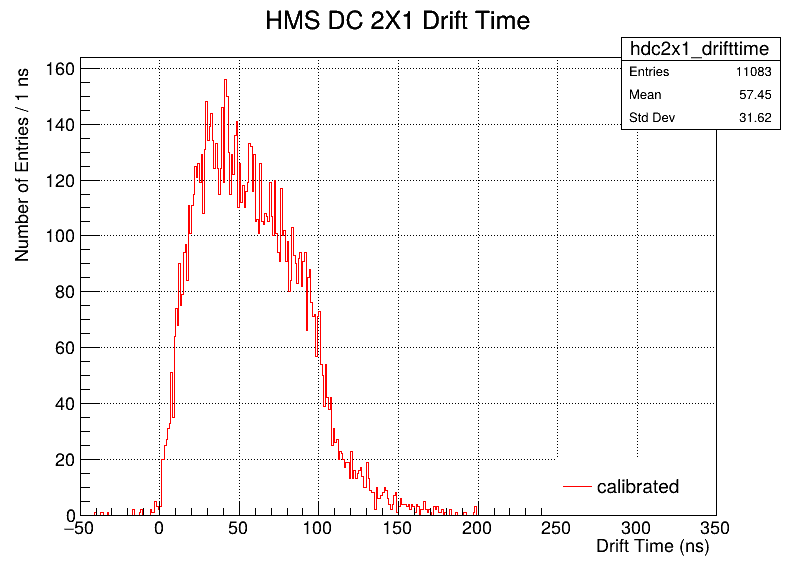 HMS DC 2X1 Drift Time
hdc2x1_drifttime
Entries 11083
Mean 57.45
Std Dev 31.62
Number of Entries / 1 ns
160
140
120
100
80
60
40
20
0
−50 0 50 100 150 200 250 300 350
calibrated
Drift Time (ns)